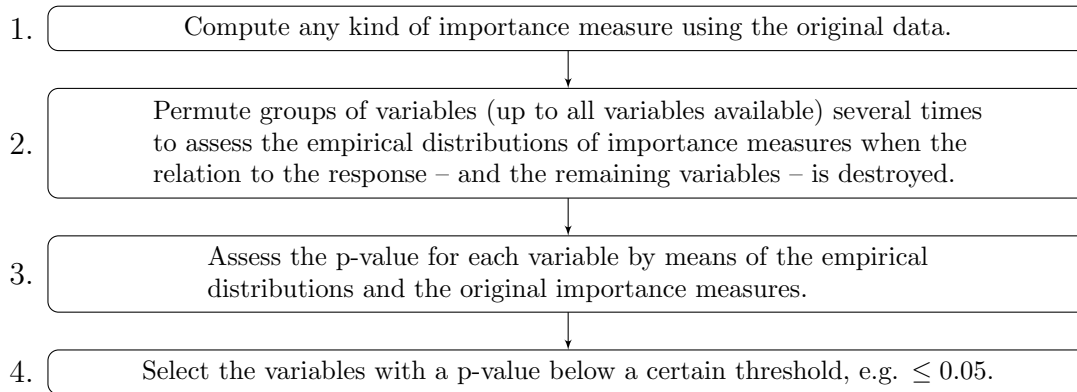 1. Compute any kind of importance measure using the original data.
2. Permute groups of variables (up to all variables available) several times
to assess the empirical distributions of importance measures when the
relation to the response – and the remaining variables – is destroyed.
3. Assess the p-value for each variable by means of the empirical
distributions and the original importance measures.
4. Select the variables with a p-value below a certain threshold, e.g. ≤ 0.05.